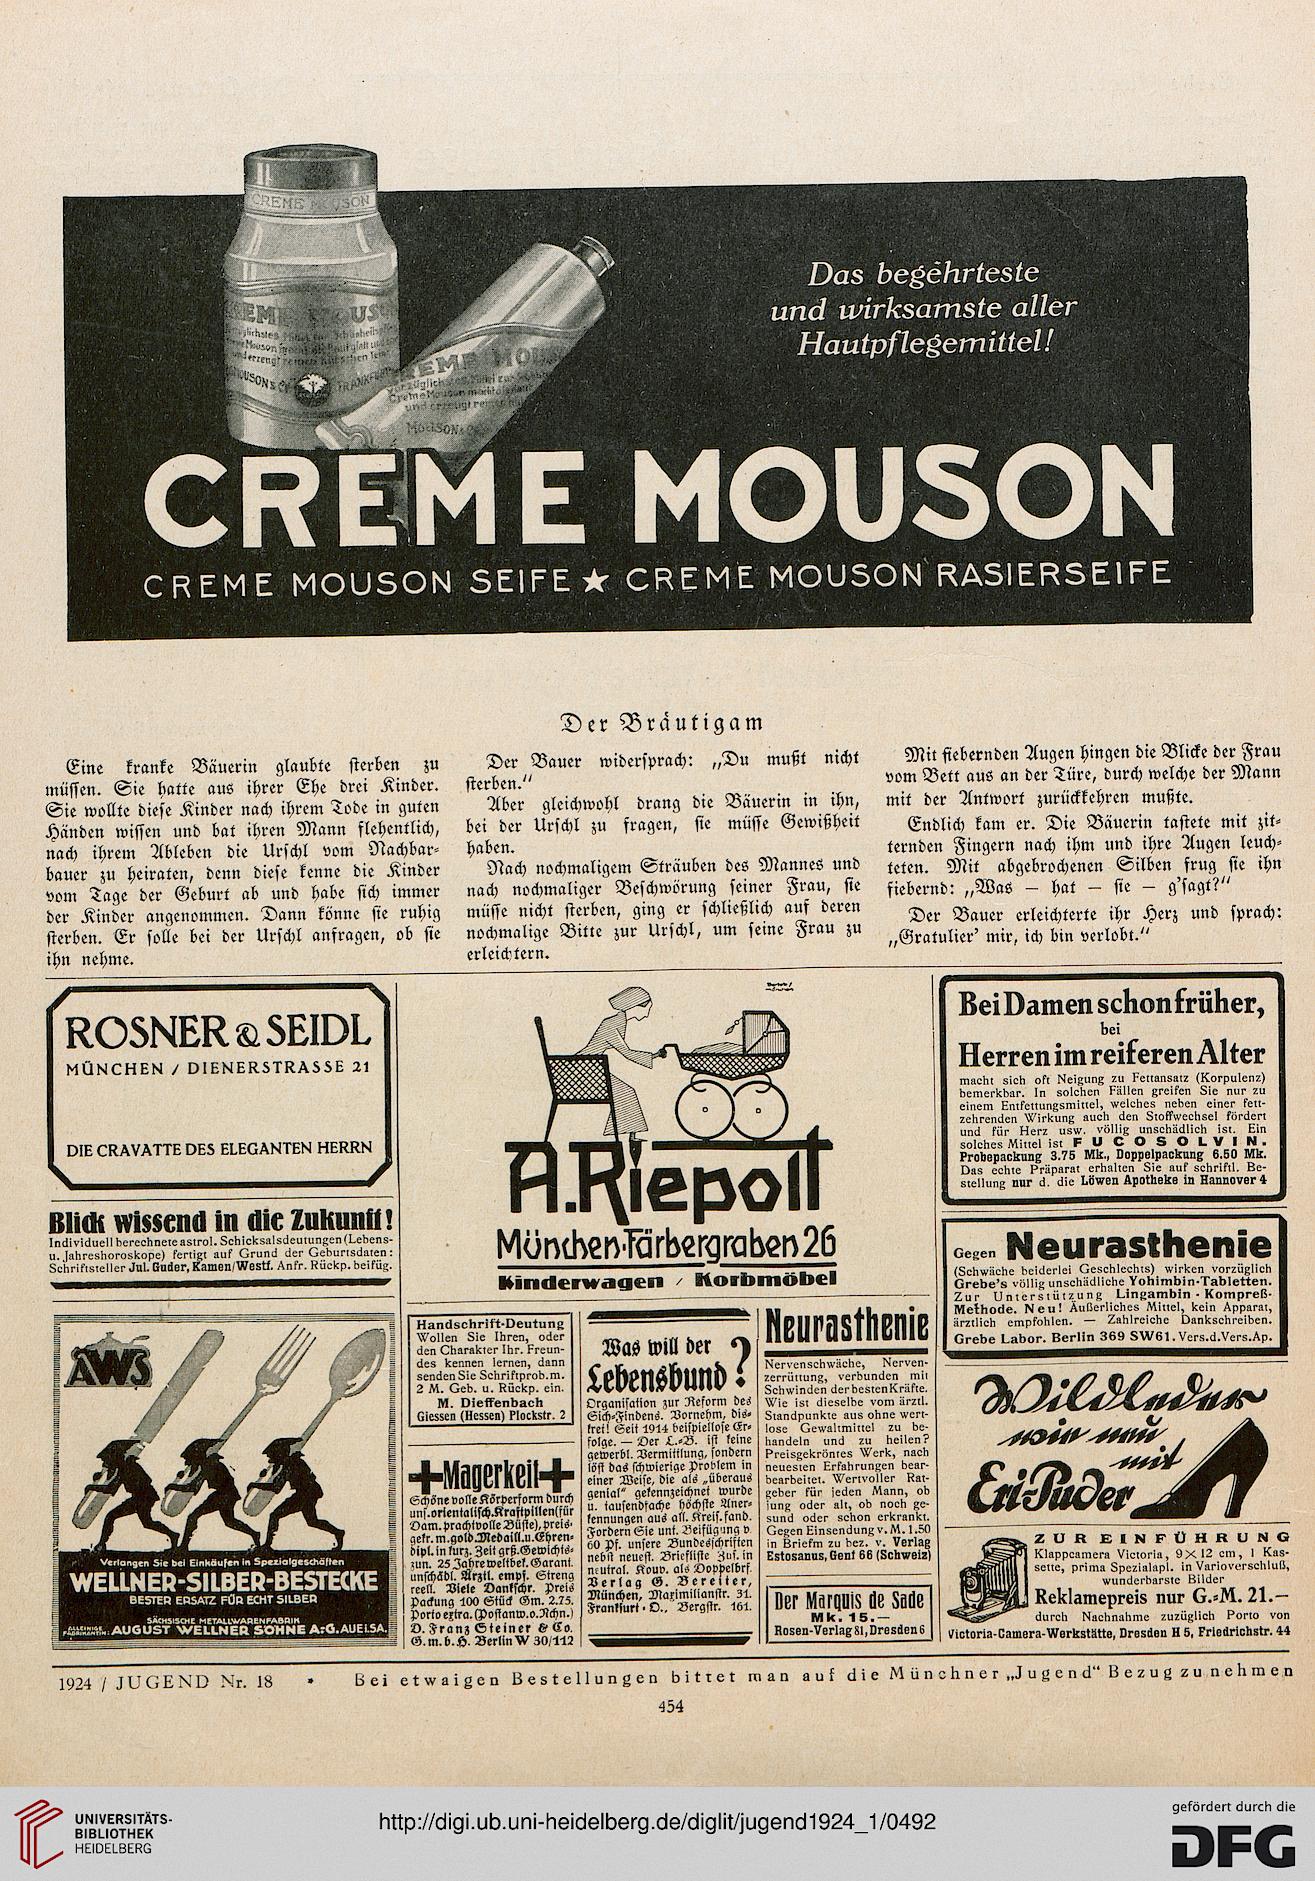 CREME MOUSON
Das begehrteste
und wirksamste aller
Hautpflegemittel!
CREME MOUSON
CREME MOUSON SEIFE ★ CREME MOUSON RASIERSEIFE
Der Bräutigam
Eine kranke Bäuerin glaubte sterben zu
müssen. Sie hatte aus ihrer Ehe drei Kinder.
Sie wollte diese Kinder nach ihrem Tode in guten
Händen wissen und bat ihren Mann flehentlich,
nach ihrem Ableben die Urschl vom Nachbar-
bauer zu heiraten, denn diese kenne die Kinder
vom Tage der Geburt ab und habe sich immer
der Kinder angenommen. Dann könne sie ruhig
sterben. Er solle bei der Urschl anfragen, ob sie
ihn nehme.
Der Bauer widersprach: „Du mußt nicht
sterben.“
Aber gleichwohl drang die Bäuerin in ihn,
bei der Urschl zu fragen, sie müsse Gewißheit
haben.
Nach nochmaligem Sträuben des Mannes und
nach nochmaliger Beschwörung seiner Frau, sie
müsse nicht sterben, ging er schließlich auf deren
nochmalige Bitte zur Urschl, um seine Frau zu
erleichtern.
Mit fiebernden Augen hingen die Blicke der Frau
vom Bett aus an der Türe, durch welche der Mann
mit der Antwort zurückkehren mußte.
Endlich kam er. Die Bäuerin tastete mit zit-
ternden Fingern nach ihm und ihre Augen leuch-
teten. Mit abgebrochenen Silben frug sie ihn
fiebernd: „Was — hat — sie — g'sagt?“
Der Bauer erleichterte ihr Herz und sprach:
„Gratulier' mir, ich bin verlobt.“
ROSNER & SEIDL
MÜNCHEN / DIENERSTRASSE 21
DIE CRAVATTE DES ELEGANTEN HERRN
Blick wissend in die Zukunft!
Individuell berechnete astrol. Schicksalsdeutungen (Lebens-
u. Jahreshoroskope) fertigt auf Grund der Geburtsdaten:
Schriftsteller Jul. Guder, Kamen/Westf. Anfr. Rückp. beifüg.
AWS
Verlangen Sie bei Einkäufen in Spezialgeschäften
WELLNER-SILBER-BESTECKE
BESTER ERSATZ FÜR ECHT SILBER
SÄCHSISCHE METALLWARENFABRIK
ALLEINIGE FABRIKANTEN: AUGUST WELLNER SÖHNE A.-G. AUE I.SA.
A. Riepolt
München-Färbergraben 26
Kinderwagen / Korbmöbel
Handschrift-Deutung
Wollen Sie Ihren, oder
den Charakter Ihr. Freun-
des kennen lernen, dann
senden Sie Schriftprob. m.
2 M. Geb. u. Rückp. ein.
M. Dieffenbach
Giessen (Hessen) Plockstr. 2
Magerkeit
Schöne volle Körperform durch
uns. orientalisch. Kraftpillen (für
Dam. prachtvolle Büste), preis-
gekr. m. gold. Medaill. u. Ehren-
dipl. in kurz. Zeit grß. Gewichts-
zun. 25 Jahre weltbek. Garant.
unschädl. Ärztl. empf. Streng
reell. Viele Dankschr. Preis
Packung 100 Stück Gm. 2.75.
Porto extra. (Postanw. o. Nchn.)
D. Franz Steiner & Co.
G. m. b. H. Berlin W 30/112
Was will der
Lebensbund?
Organisation zur Reform des
Sich-Findens. Vornehm, dis-
kret! Seit 1914 beispiellose Er-
folge. — Der L.-B. ist keine
gewerbl. Vermittlung, sondern
löst das schwierige Problem in
einer Weise, die als „überaus
genial“ gekennzeichnet wurde
u. tausendfache höchste Aner-
kennungen aus all. Kreis. fand.
Fordern Sie unt. Beifügung v.
60 Pf. unsere Bundesschriften
nebst neuest. Briefliste Zus. in
neutral. Kouv. als Doppelbrf.
Verlag G. Bereiter,
München, Maximilianstr. 31.
Frankfurt · O., Bergstr. 161.
Neurasthenie
Nervenschwäche, Nerven-
zerrüttung, verbunden mit
Schwinden der besten Kräfte.
Wie ist dieselbe vom ärztl.
Standpunkte aus ohne wert-
lose Gewaltmittel zu be-
handeln und zu heilen?
Preisgekröntes Werk, nach
neuesten Erfahrungen bear-
bearbeitet. Wertvoller Rat-
geber für jeden Mann, ob
jung oder alt, ob noch ge-
sund oder schon erkrankt.
Gegen Einsendung v. M. 1.50
in Briefm zu bez. v. Verlag
Estosanus, Genf 66 (Schweiz)
Der Marquis de Sade
Mk. 15.—
Rosen-Verlag 81, Dresden 6
Bei Damen schon früher,
bei
Herren im reiferen Alter
macht sich oft Neigung zu Fettansatz (Korpulenz)
bemerkbar. In solchen Fällen greifen Sie nur zu
einem Entfettungsmittel, welches neben einer fett-
zehrenden Wirkung auch den Stoffwechsel fördert
und für Herz usw. völlig unschädlich ist. Ein
solches Mittel ist FUCOSOLVIN.
Probepackung 3.75 Mk., Doppelpackung 6.50 Mk.
Das echte Präparat erhalten Sie auf schriftl. Be-
stellung nur d. die Löwen Apotheke in Hannover 4
Gegen Neurasthenie
(Schwäche beiderlei Geschlechts) wirken vorzüglich
Grebe's völlig unschädliche Yohimbin-Tabletten.
Zur Unterstützung Lingambin - Kompreß-
Methode. Neu! Äußerliches Mittel, kein Apparat,
ärztlich empfohlen. — Zahlreiche Dankschreiben.
Grebe Labor. Berlin 369 SW61. Vers.d.Vers.Ap.
Wildleder
wie neu
mit
Eri-Puder
ZUR EINFÜHRUNG
Klappcamera Victoria, 9×12 cm, 1 Kas-
sette, prima Spezialapl. in Varioverschluß,
wunderbarste Bilder
Reklamepreis nur G.-M. 21.—
durch Nachnahme zuzüglich Porto von
Victoria-Camera-Werkstätte, Dresden H 5, Friedrichstr. 44
1924 / JUGEND Nr. 18 * Bei etwaigen Bestellungen bittet man auf die Münchner „Jugend“ Bezug zu nehmen
454
UNIVERSITÄTS-
BIBLIOTHEK
HEIDELBERG
http://digi.ub.uni-heidelberg.de/diglit/jugend1924_1/0492
gefördert durch die
DFG